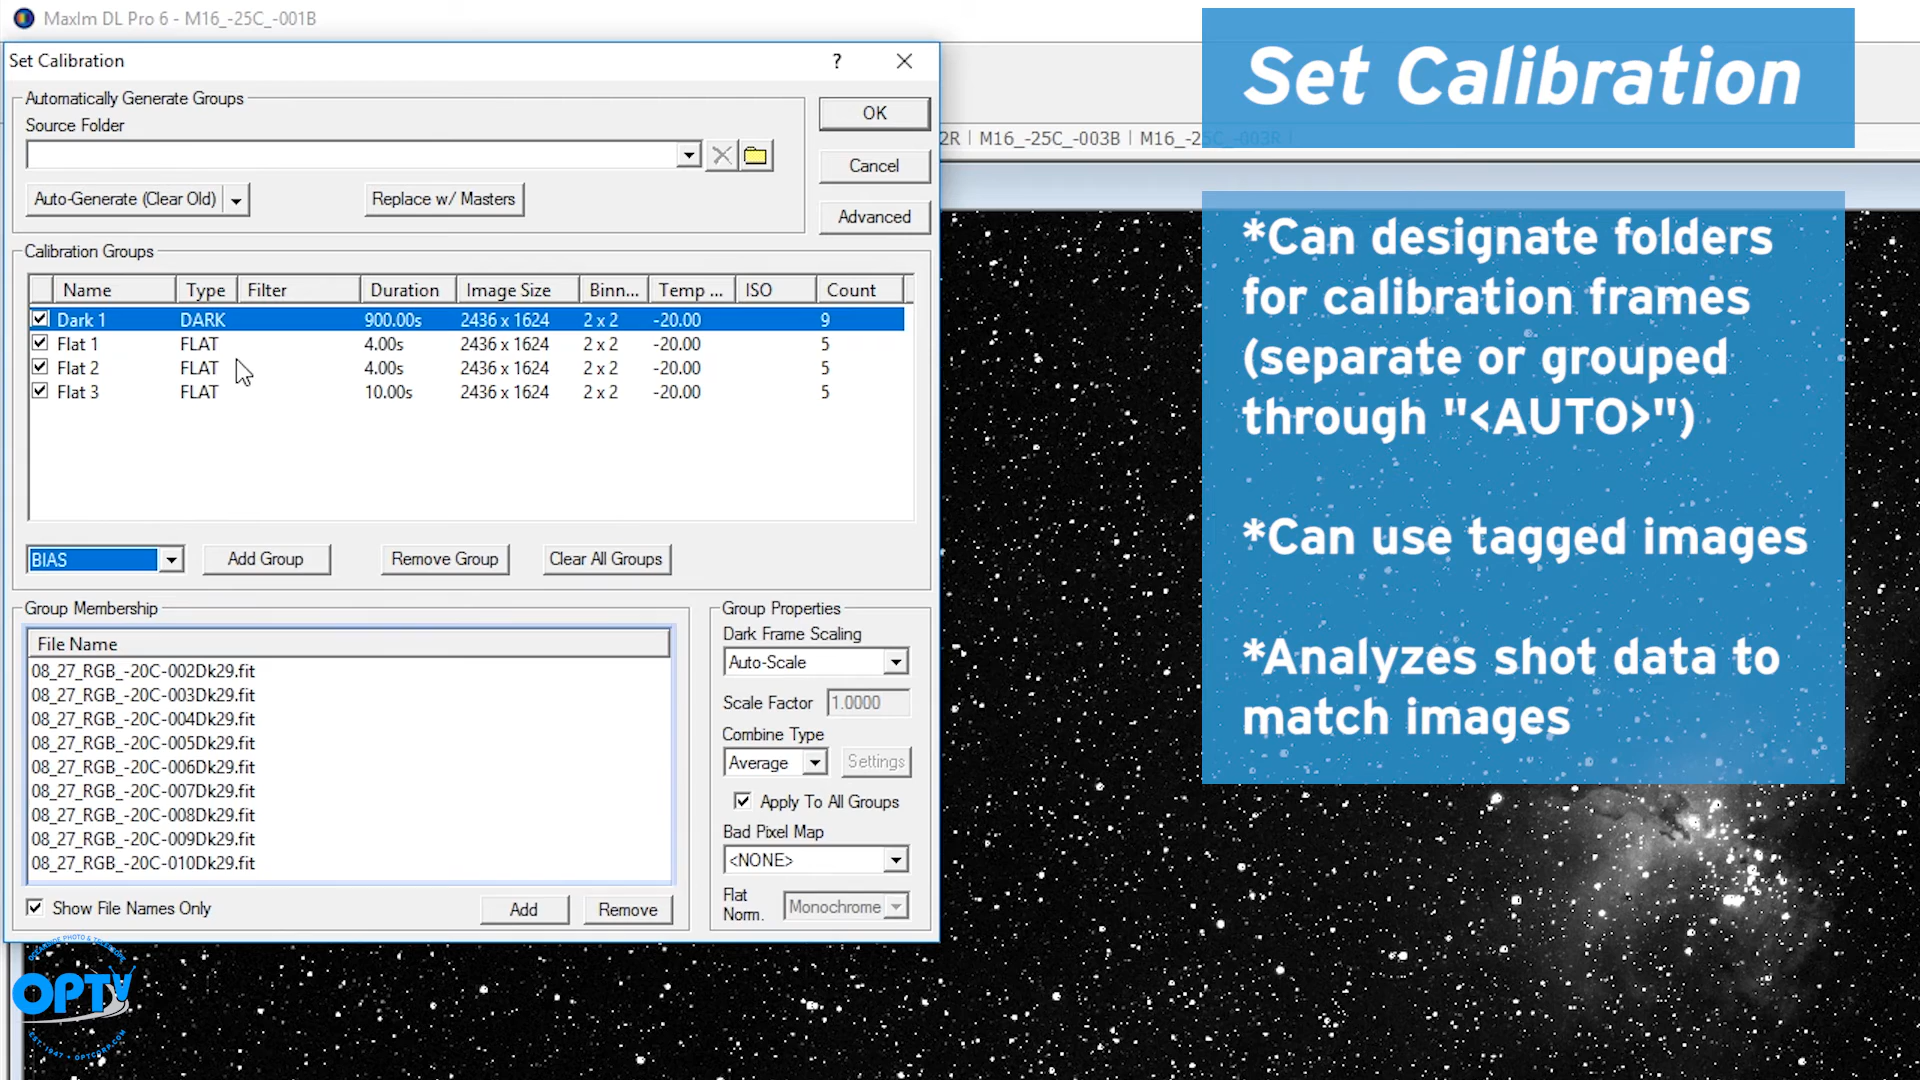 MaxIm DL Pro 6 - M16_-25C_-001B
Set Calibration
?
Automatically Generate Groups
Source Folder
OK
Cancel
Advanced
Auto-Generate (Clear Old)
Replace w/ Masters
2R | M16_-25C_-003B | M16_-25C_-003R |
Calibration Groups
Name Type Filter Duration Image Size Binn... Temp ... ISO Count
Dark 1 DARK 900.00s 2436 x 1624 2 x 2 -20.00 9
Flat 1 FLAT 4.00s 2436 x 1624 2 x 2 -20.00 5
Flat 2 FLAT 4.00s 2436 x 1624 2 x 2 -20.00 5
Flat 3 FLAT 10.00s 2436 x 1624 2 x 2 -20.00 5
BIAS
Add Group
Remove Group
Clear All Groups
Group Membership
File Name
08_27_RGB_-20C-002Dk29.fit
08_27_RGB_-20C-003Dk29.fit
08_27_RGB_-20C-004Dk29.fit
08_27_RGB_-20C-005Dk29.fit
08_27_RGB_-20C-006Dk29.fit
08_27_RGB_-20C-007Dk29.fit
08_27_RGB_-20C-008Dk29.fit
08_27_RGB_-20C-009Dk29.fit
08_27_RGB_-20C-010Dk29.fit
Show File Names Only
Add
Remove
Group Properties
Dark Frame Scaling
Auto-Scale
Scale Factor 1.0000
Combine Type
Average
Settings
Apply To All Groups
Bad Pixel Map
<NONE>
Flat
Norm.
Monochrome
Set Calibration
*Can designate folders
for calibration frames
(separate or grouped
through "<AUTO>")
*Can use tagged images
*Analyzes shot data to
match images
OCEANSIDE PHOTO & TELESCOPE
OPTV
EST 1947 • OPTCORP.COM